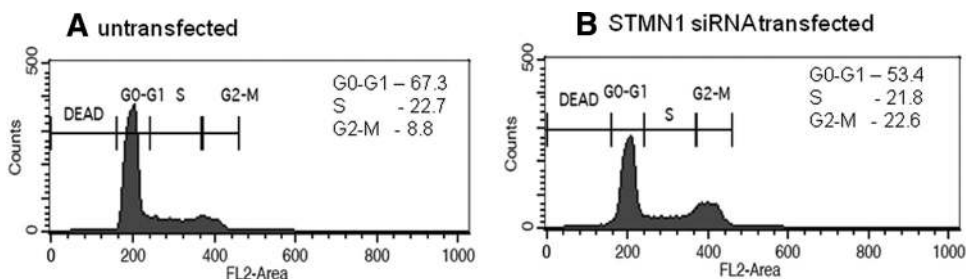 A untransfected
500
G0-G1 S G2-M
DEAD
G0-G1 – 67.3
S - 22.7
G2-M - 8.8
Counts
0
0 200 400 600 800 1000
FL2-Area
B STMN1 siRNA transfected
500
DEAD G0-G1 G2-M
S
G0-G1 – 53.4
S - 21.8
G2-M - 22.6
Counts
0
0 200 400 600 800 1000
FL2-Area